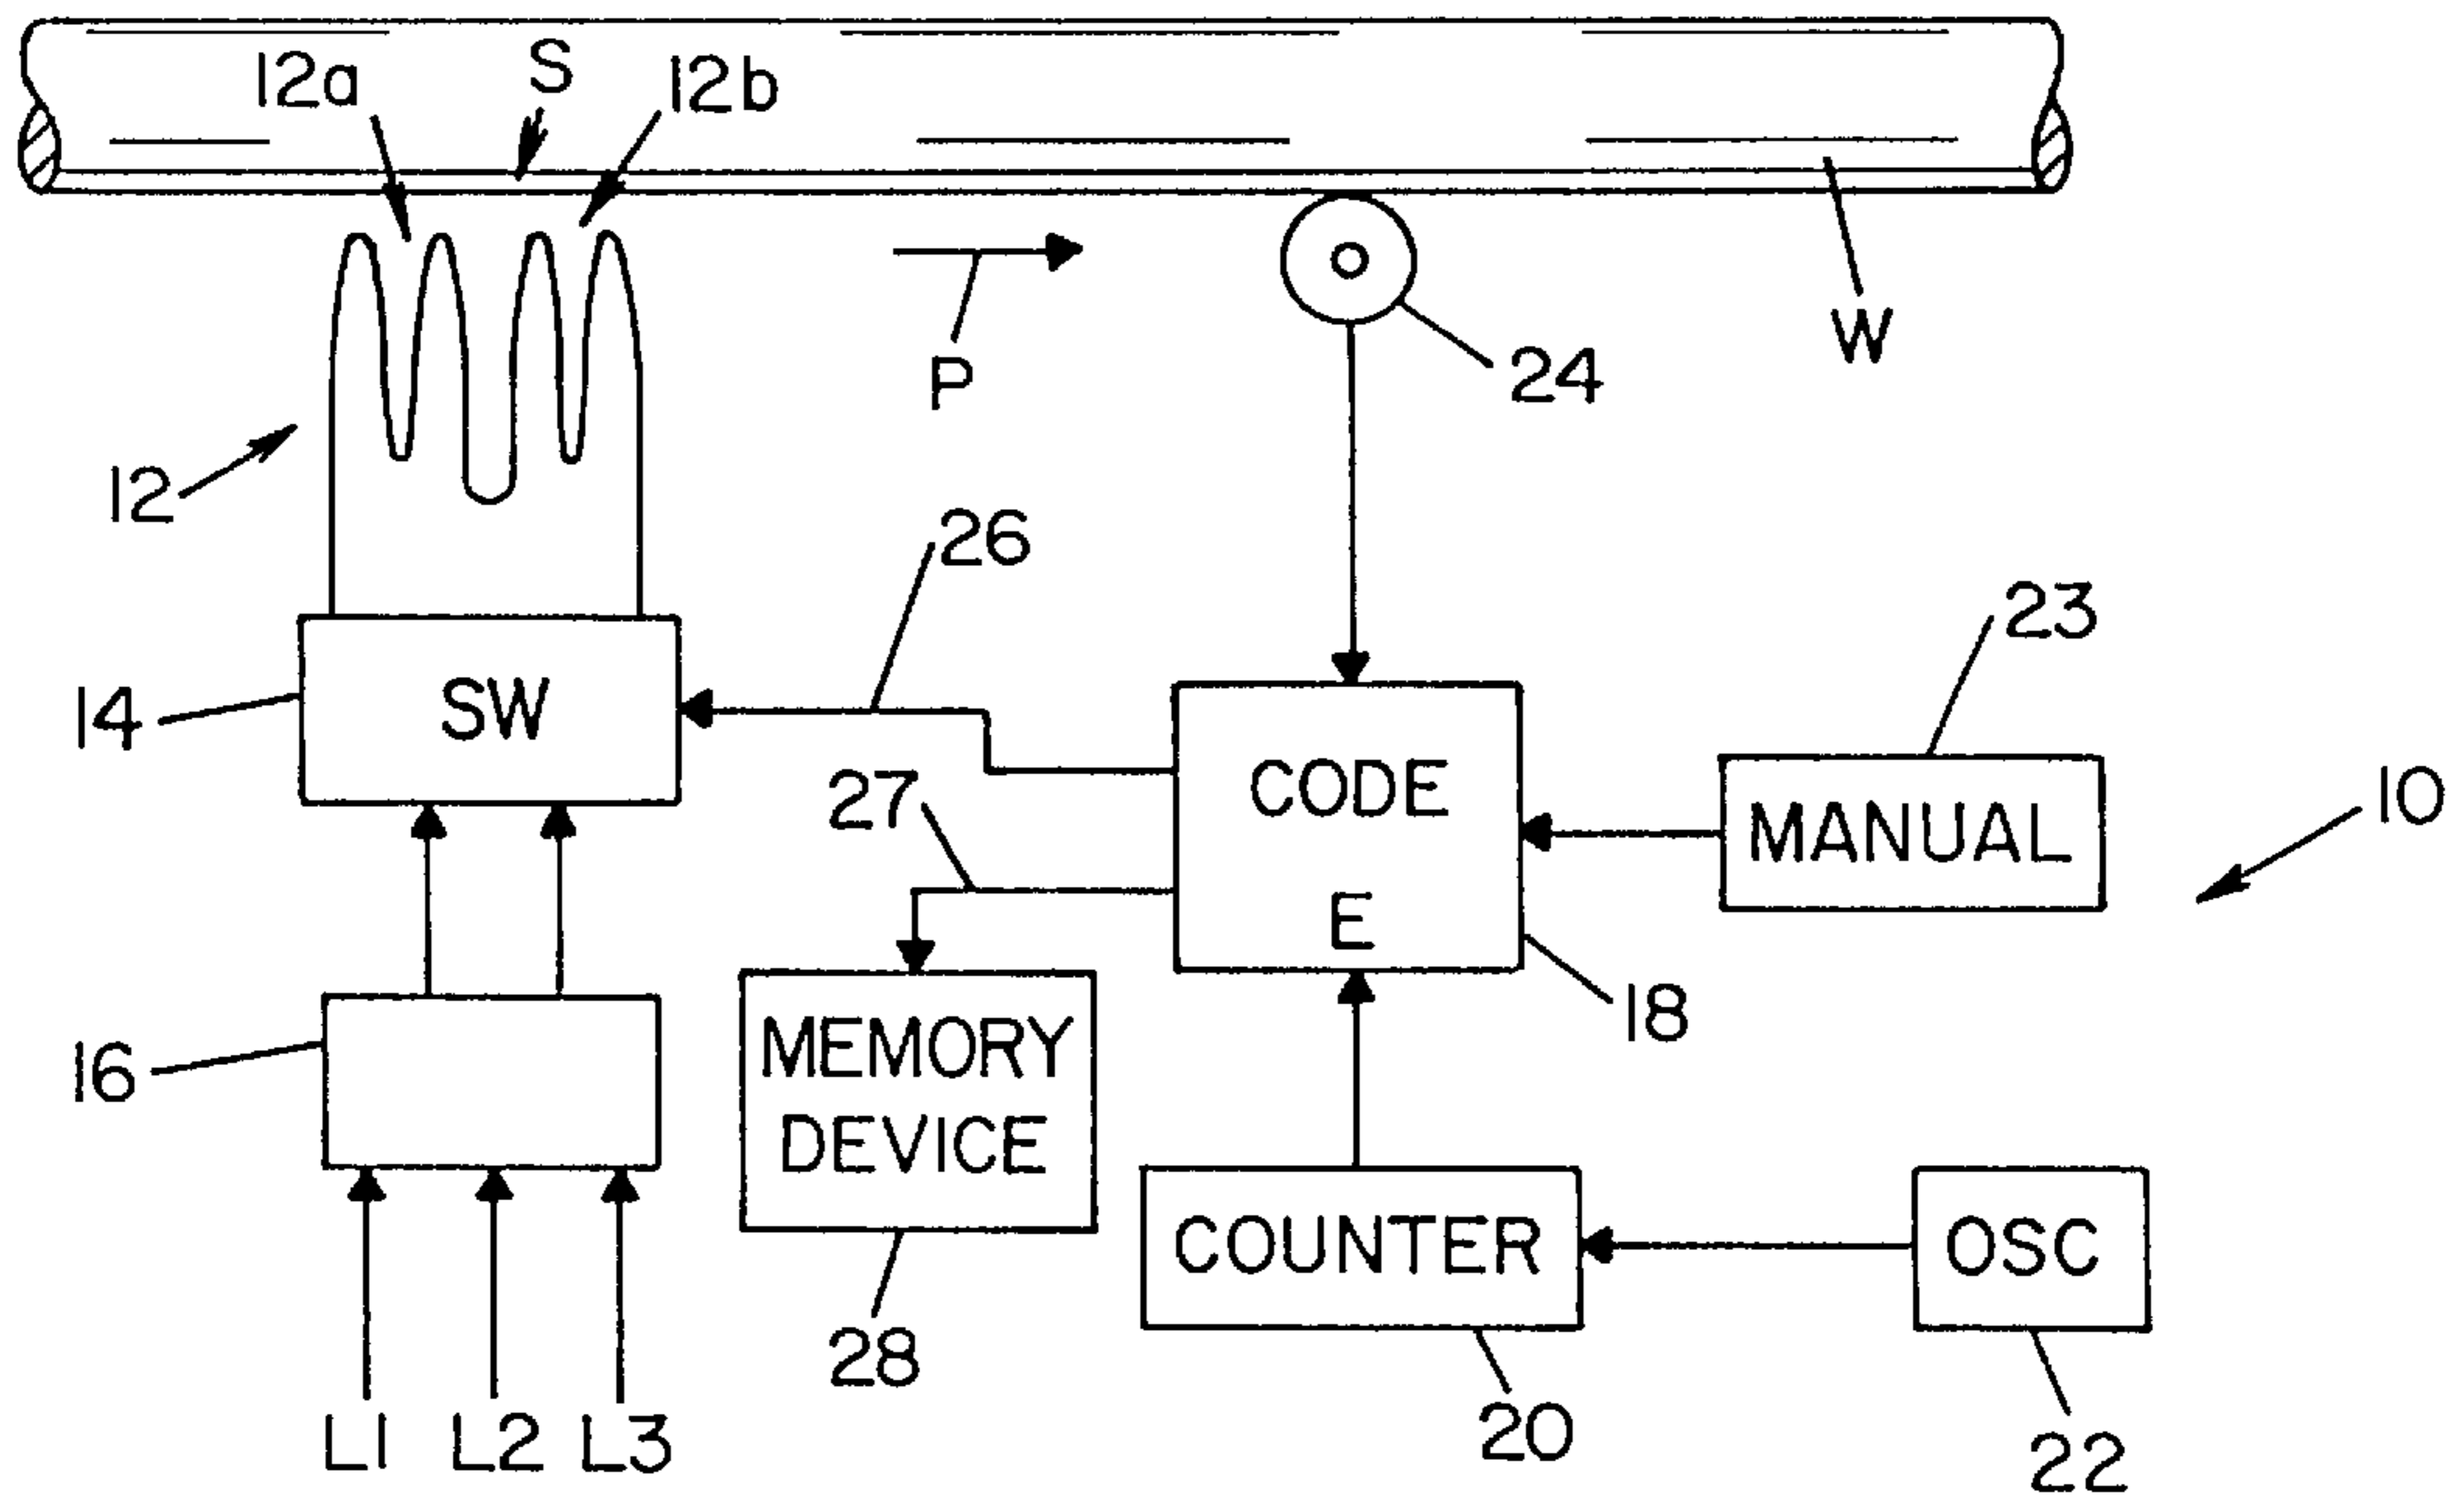 12a
S
12b
P
24
W
12
26
23
14
SW
27
CODE
E
MANUAL
10
16
MEMORY
DEVICE
18
28
COUNTER
OSC
20
22
L1
L2
L3